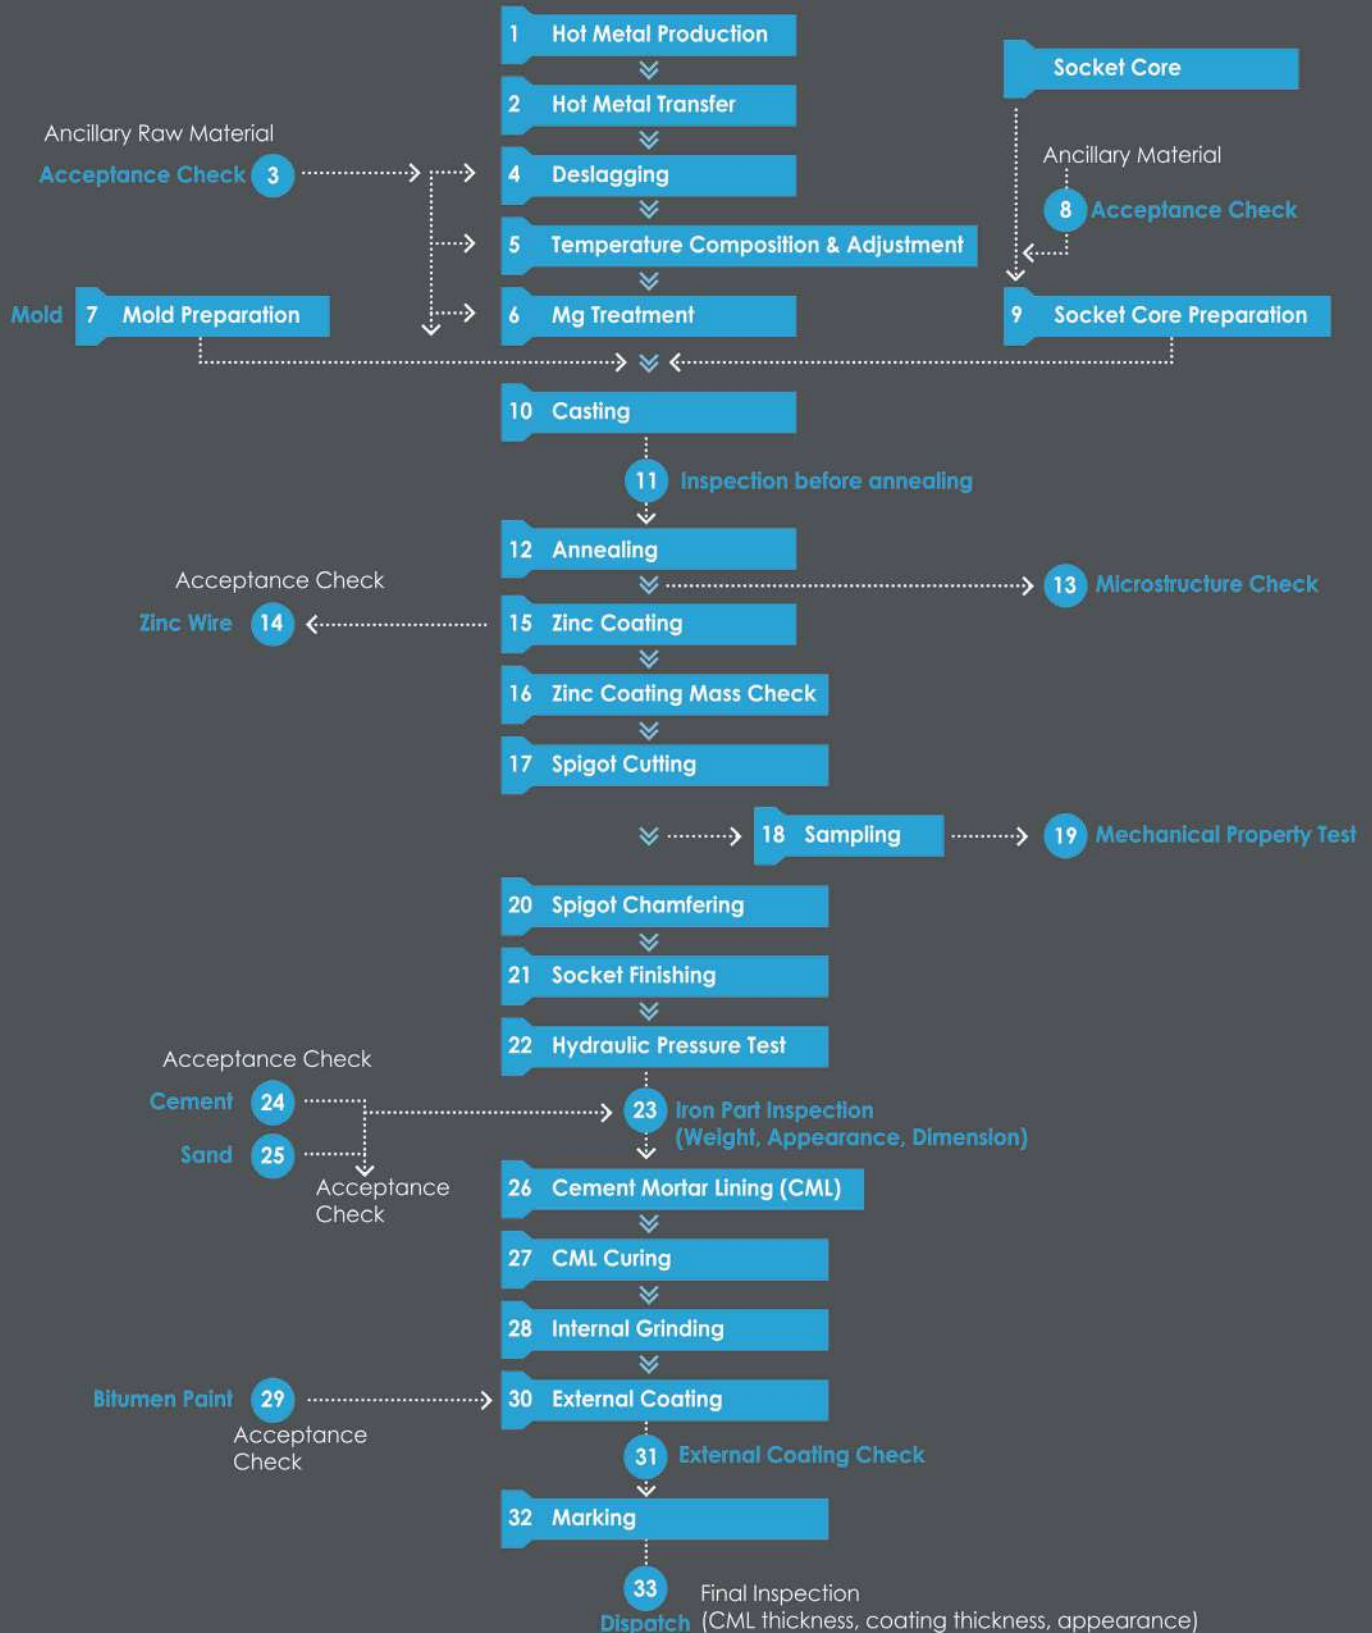 1 Hot Metal Production
Socket Core
2 Hot Metal Transfer
Ancillary Raw Material
Acceptance Check 3
4 Deslagging
Ancillary Material
8 Acceptance Check
5 Temperature Composition & Adjustment
Mold 7 Mold Preparation
6 Mg Treatment
9 Socket Core Preparation
10 Casting
11 Inspection before annealing
12 Annealing
Acceptance Check
13 Microstructure Check
Zinc Wire 14
15 Zinc Coating
16 Zinc Coating Mass Check
17 Spigot Cutting
18 Sampling
19 Mechanical Property Test
20 Spigot Chamfering
21 Socket Finishing
22 Hydraulic Pressure Test
Acceptance Check
Cement 24
23 Iron Part Inspection
(Weight, Appearance, Dimension)
Sand 25
Acceptance
Check
26 Cement Mortar Lining (CML)
27 CML Curing
28 Internal Grinding
Bitumen Paint 29
Acceptance
Check
30 External Coating
31 External Coating Check
32 Marking
33 Final Inspection
Dispatch (CML thickness, coating thickness, appearance)